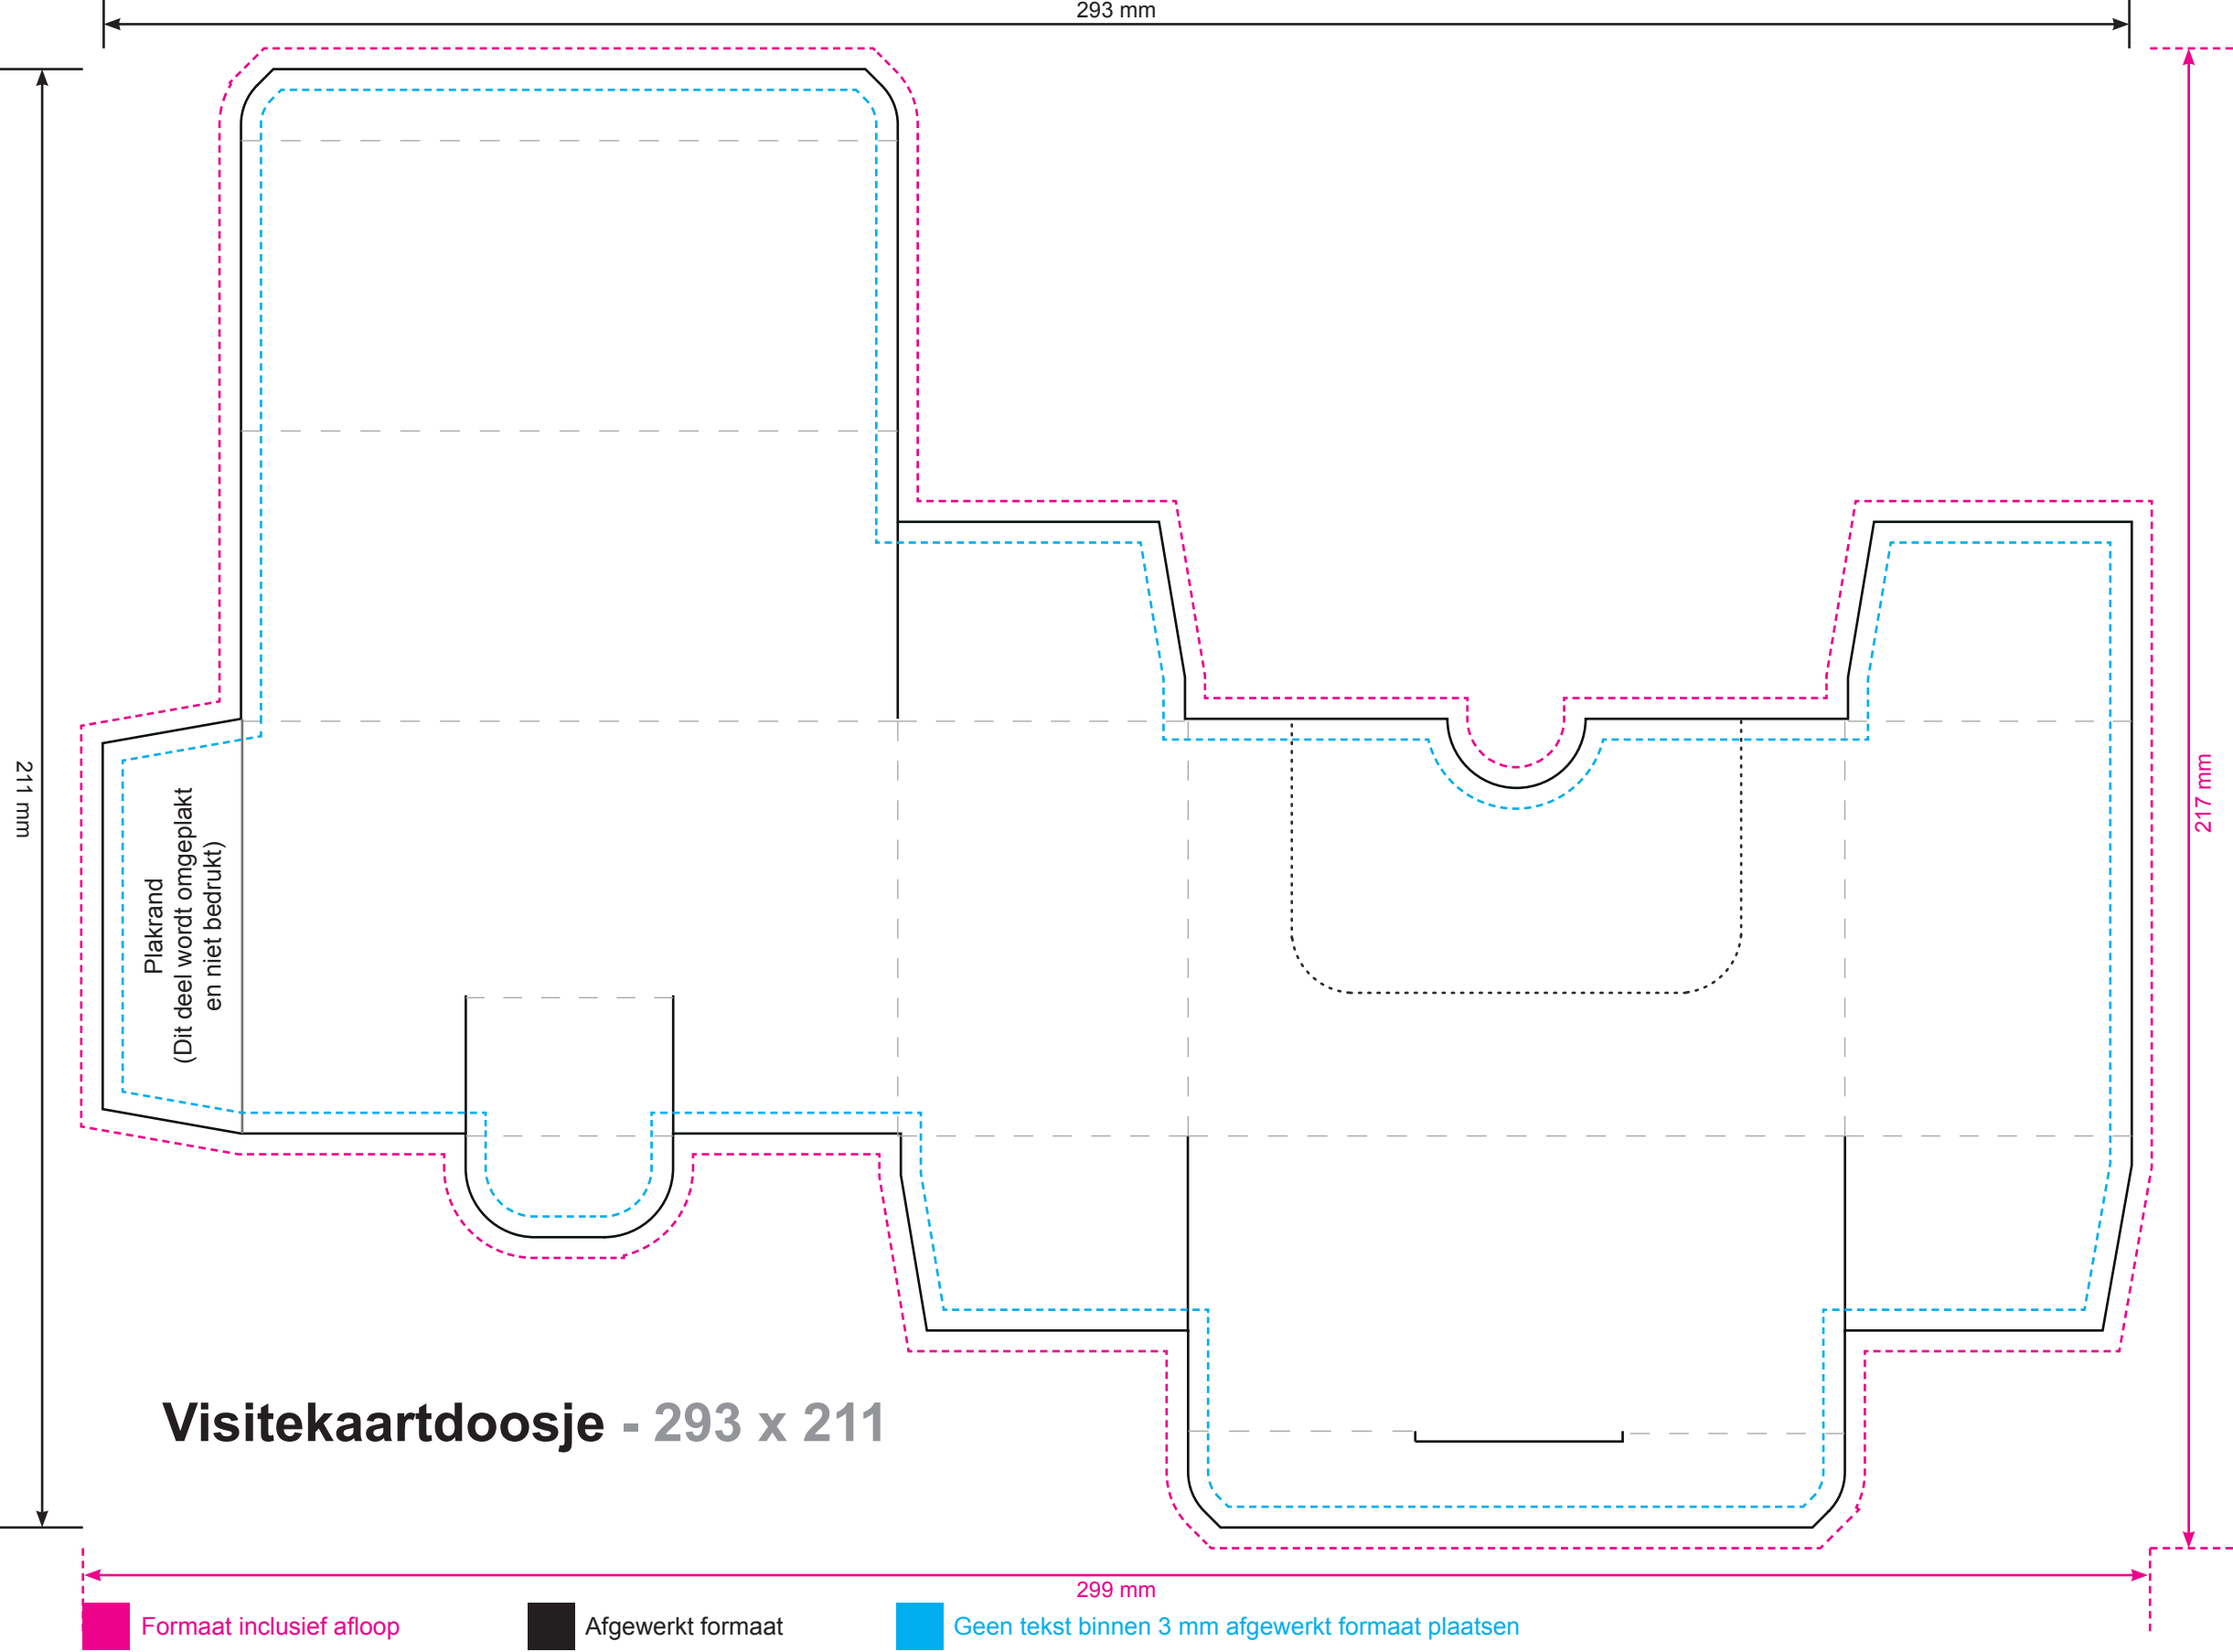 293 mm
211 mm
217 mm
Plakrand
(Dit deel wordt omgeplakt
en niet bedrukt)
Visitekaartdoosje - 293 x 211
299 mm
Formaat inclusief afloop
Afgewerkt formaat
Geen tekst binnen 3 mm afgewerkt formaat plaatsen